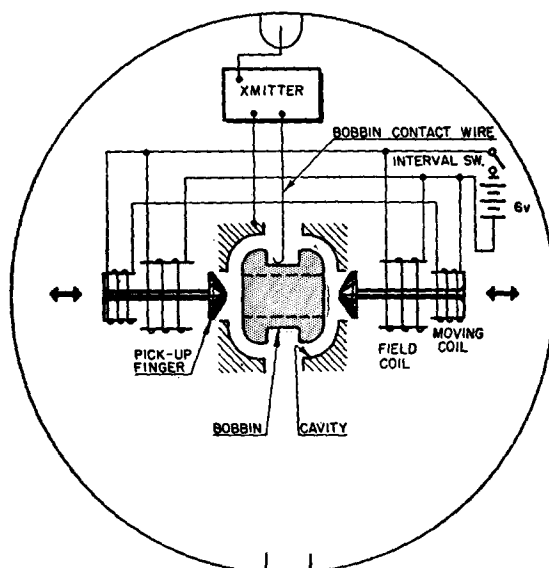 XMITTER
BOBBIN CONTACT WIRE
INTERVAL SW.
6v
PICK-UP
FINGER
FIELD
COIL
MOVING
COIL
BOBBIN
CAVITY